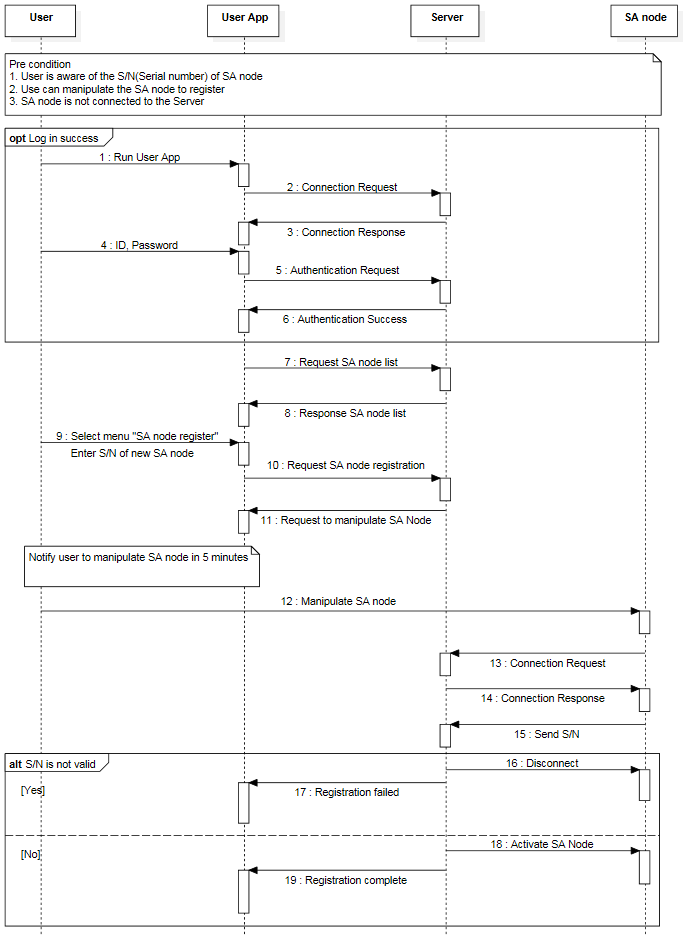 User
User App
Server
SA node
Pre condition
1. User is aware of the S/N(Serial number) of SA node
2. Use can manipulate the SA node to register
3. SA node is not connected to the Server
opt Log in success
1 : Run User App
2 : Connection Request
3 : Connection Response
4 : ID, Password
5 : Authentication Request
6 : Authentication Success
7 : Request SA node list
8 : Response SA node list
9 : Select menu "SA node register"
Enter S/N of new SA node
10 : Request SA node registration
11 : Request to manipulate SA Node
Notify user to manipulate SA node in 5 minutes
12 : Manipulate SA node
13 : Connection Request
14 : Connection Response
15 : Send S/N
alt S/N is not valid
16 : Disconnect
[Yes]
17 : Registration failed
18 : Activate SA Node
[No]
19 : Registration complete